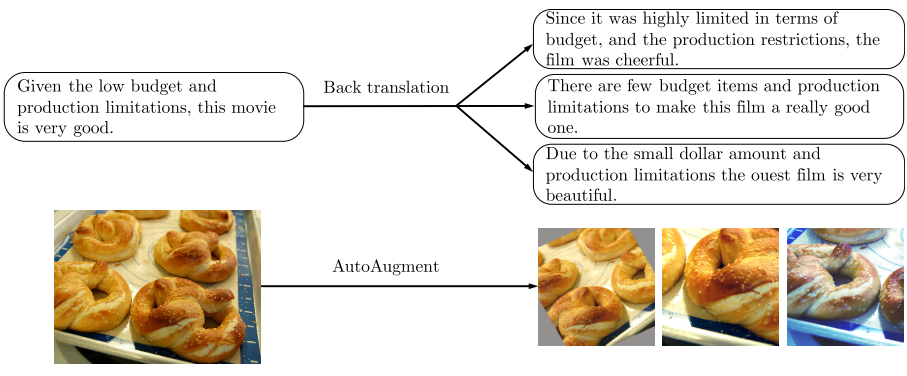 Given the low budget and
production limitations, this movie
is very good.
Back translation
Since it was highly limited in terms of
budget, and the production restrictions, the
film was cheerful.
There are few budget items and production
limitations to make this film a really good
one.
Due to the small dollar amount and
production limitations the ouest film is very
beautiful.
AutoAugment